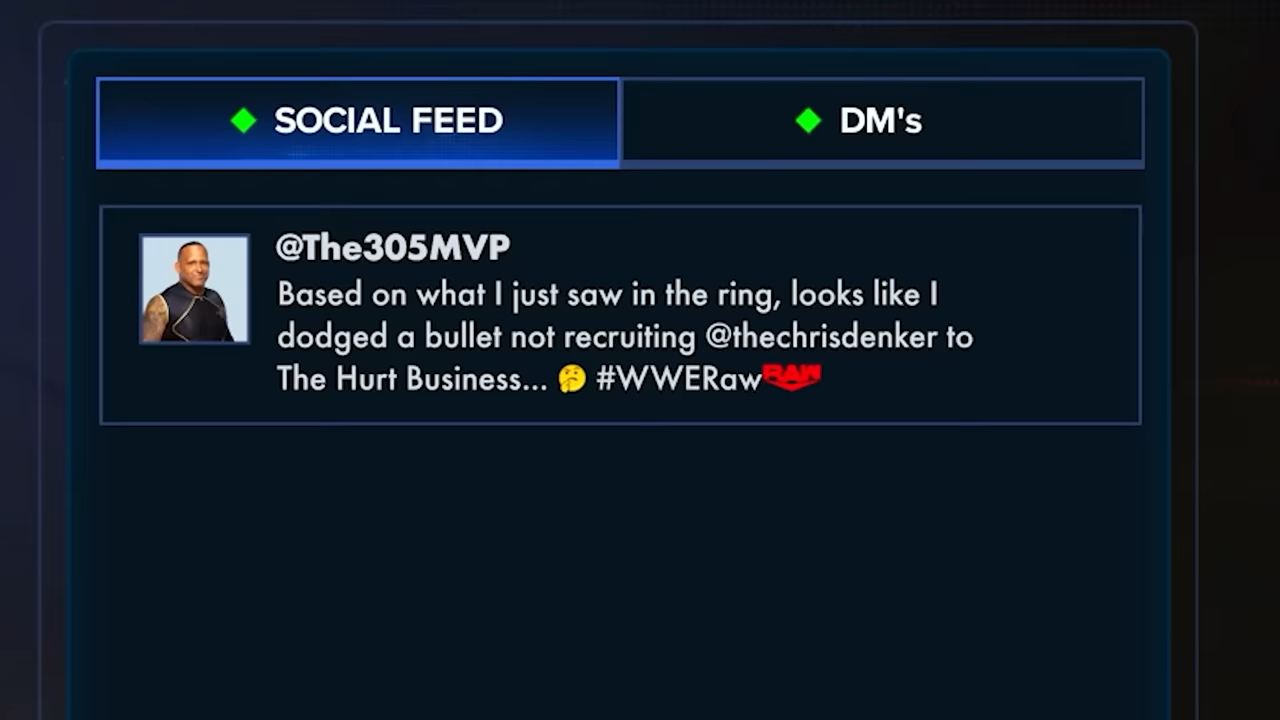 SOCIAL FEED
DM's
@The305MVP
Based on what I just saw in the ring, looks like I
dodged a bullet not recruiting @thechrisdenker to
The Hurt Business... 🤔 #WWERaw RAW